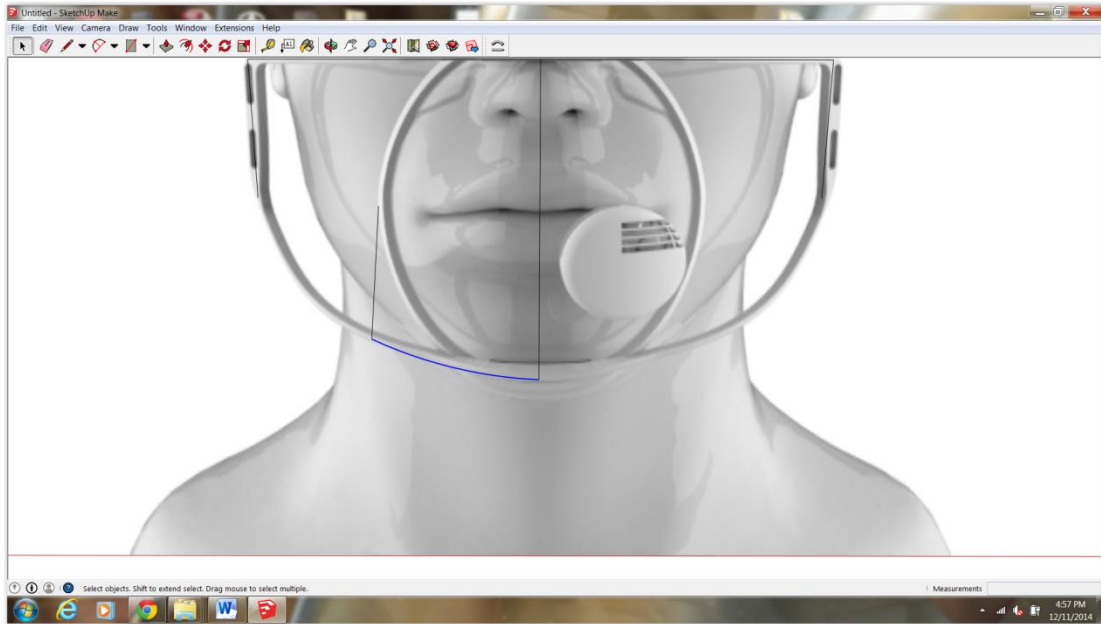 Untitled - SketchUp Make
File Edit View Camera Draw Tools Window Extensions Help
A1
Select objects. Shift to extend select. Drag mouse to select multiple.
Measurements
W
4:57 PM
12/11/2014